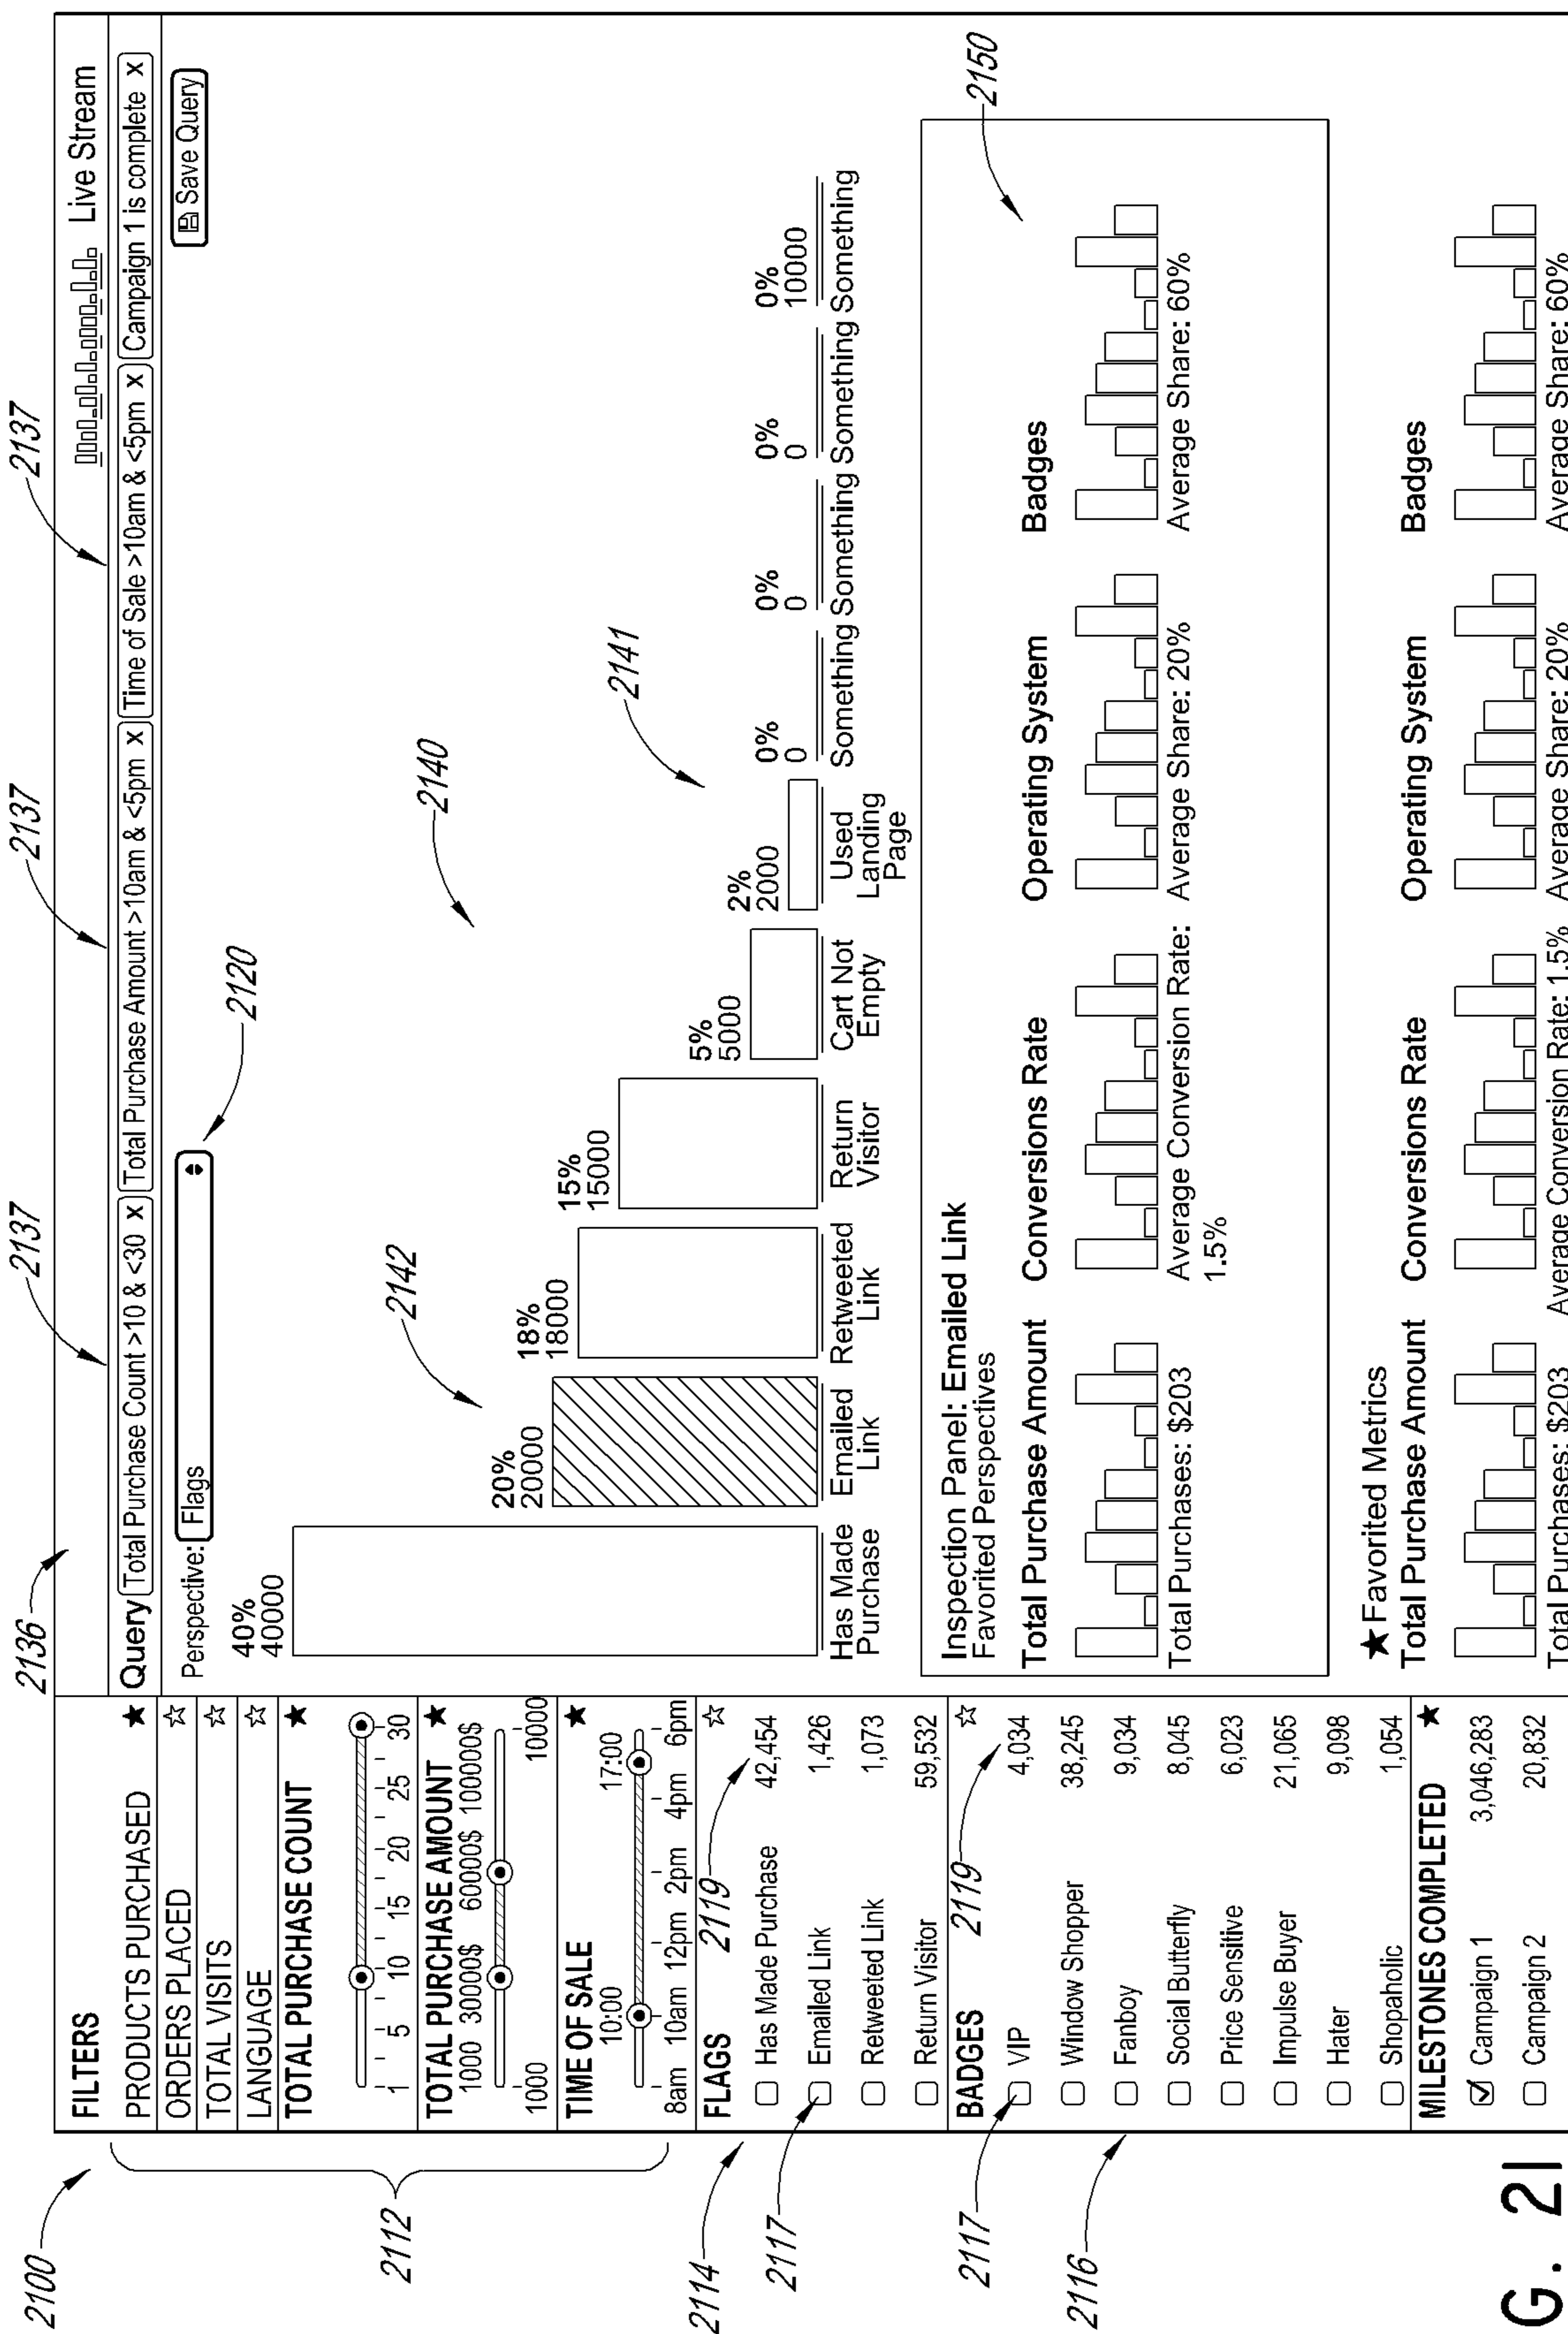 2100
2136
2137
2137
2137
FILTERS
Live Stream
PRODUCTS PURCHASED ★
ORDERS PLACED ☆
TOTAL VISITS ☆
LANGUAGE ☆
TOTAL PURCHASE COUNT ★
1 5 10 15 20 25 30
TOTAL PURCHASE AMOUNT ★
1000 30000$ 60000$ 100000$
1000 10000
TIME OF SALE ★
10:00 17:00
8am 10am 12pm 2pm 4pm 6pm
2112
FLAGS ☆
2119
Has Made Purchase 42,454
Emailed Link 1,426
Retweeted Link 1,073
Return Visitor 59,532
2114
2117
BADGES ☆
2119
VIP 4,034
Window Shopper 38,245
Fanboy 9,034
Social Butterfly 8,045
Price Sensitive 6,023
Impulse Buyer 21,065
Hater 9,098
Shopaholic 1,054
2117
2116
MILESTONES COMPLETED ★
Campaign 1 3,046,283
Campaign 2 20,832
Query Total Purchase Count >10 & <30 X Total Purchase Amount >10am & <5pm X Time of Sale >10am & <5pm X Campaign 1 is complete X
Perspective: Flags
2120
Save Query
40%
40000
Has Made
Purchase
20%
20000
Emailed
Link
2142
18%
18000
Retweeted
Link
15%
15000
Return
Visitor
5%
5000
Cart Not
Empty
2140
2%
2000
Used
Landing
Page
2141
0%
0
Something
0%
0
Something
0%
0
Something
0%
10000
Something
2150
Inspection Panel: Emailed Link
Favorited Perspectives
Total Purchase Amount Conversions Rate Operating System Badges
Total Purchases: $203 Average Conversion Rate: Average Share: 20% Average Share: 60%
1.5%
★ Favorited Metrics
Total Purchase Amount Conversions Rate Operating System Badges
Total Purchases: $203 Average Conversion Rate: 1.5% Average Share: 20% Average Share: 60%
G. 21